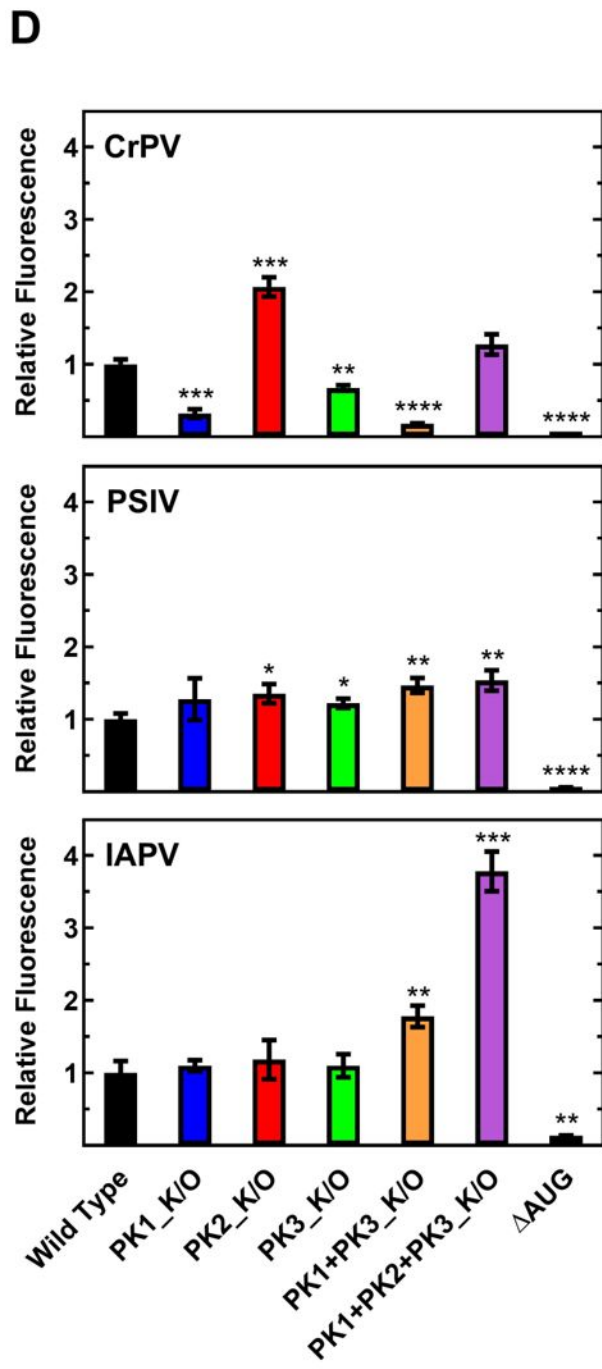 D
Relative Fluorescence
4
3
2
1
CrPV
***
***
**
****
****
Relative Fluorescence
4
3
2
1
PSIV
*
*
**
**
****
Relative Fluorescence
4
3
2
1
IAPV
**
***
**
Wild Type
PK1_K/O
PK2_K/O
PK3_K/O
PK1+PK3_K/O
PK1+PK2+PK3_K/O
ΔAUG